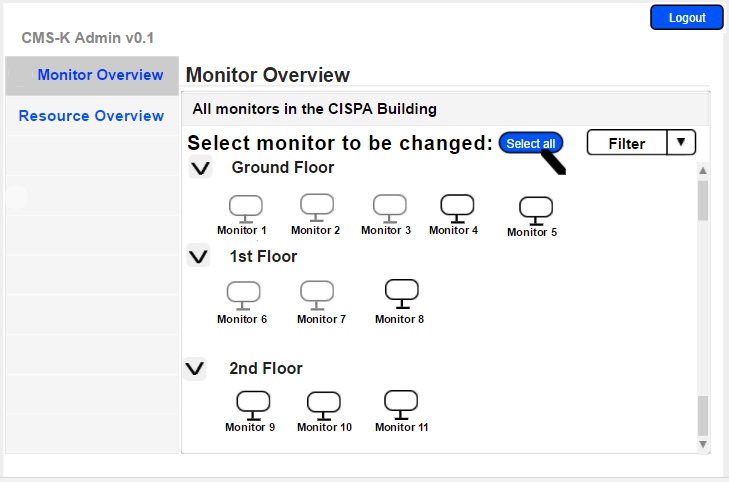 Logout
CMS-K Admin v0.1
Monitor Overview
Resource Overview
Monitor Overview
All monitors in the CISPA Building
Select monitor to be changed: Select all Filter
Ground Floor
Monitor 1 Monitor 2 Monitor 3 Monitor 4 Monitor 5
1st Floor
Monitor 6 Monitor 7 Monitor 8
2nd Floor
Monitor 9 Monitor 10 Monitor 11